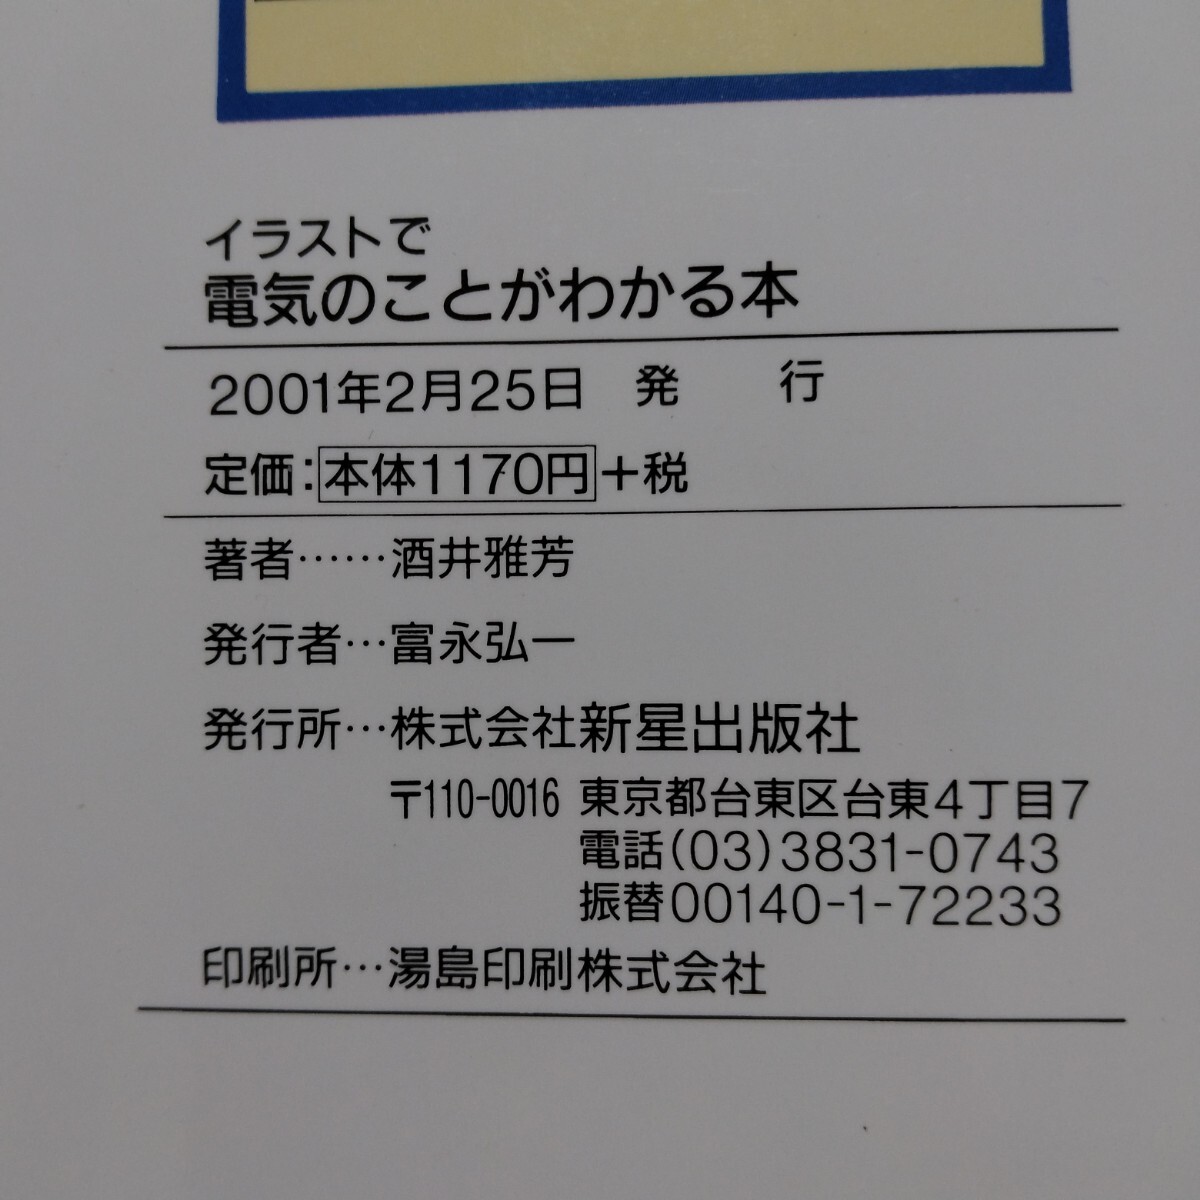 イラストで
電気のことがわかる本
2001年2月25日 発 行
定価:本体1170円+税
著者……酒井雅芳
発行者…富永弘一
発行所…株式会社新星出版社
〒110-0016 東京都台東区台東4丁目7
電話(03)3831-0743
振替00140-1-72233
印刷所…湯島印刷株式会社